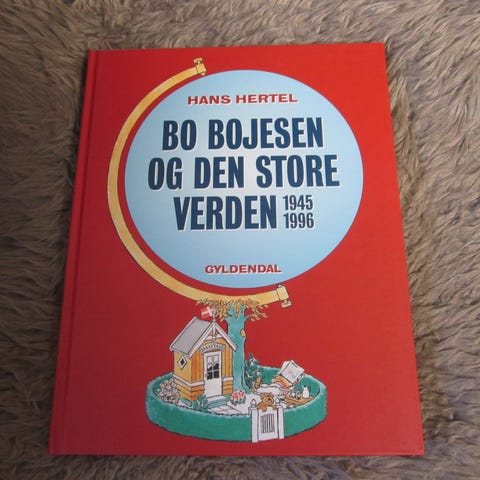 HANS HERTEL
BO BOJESEN
OG DEN STORE
VERDEN 1945
1996
GYLDENDAL